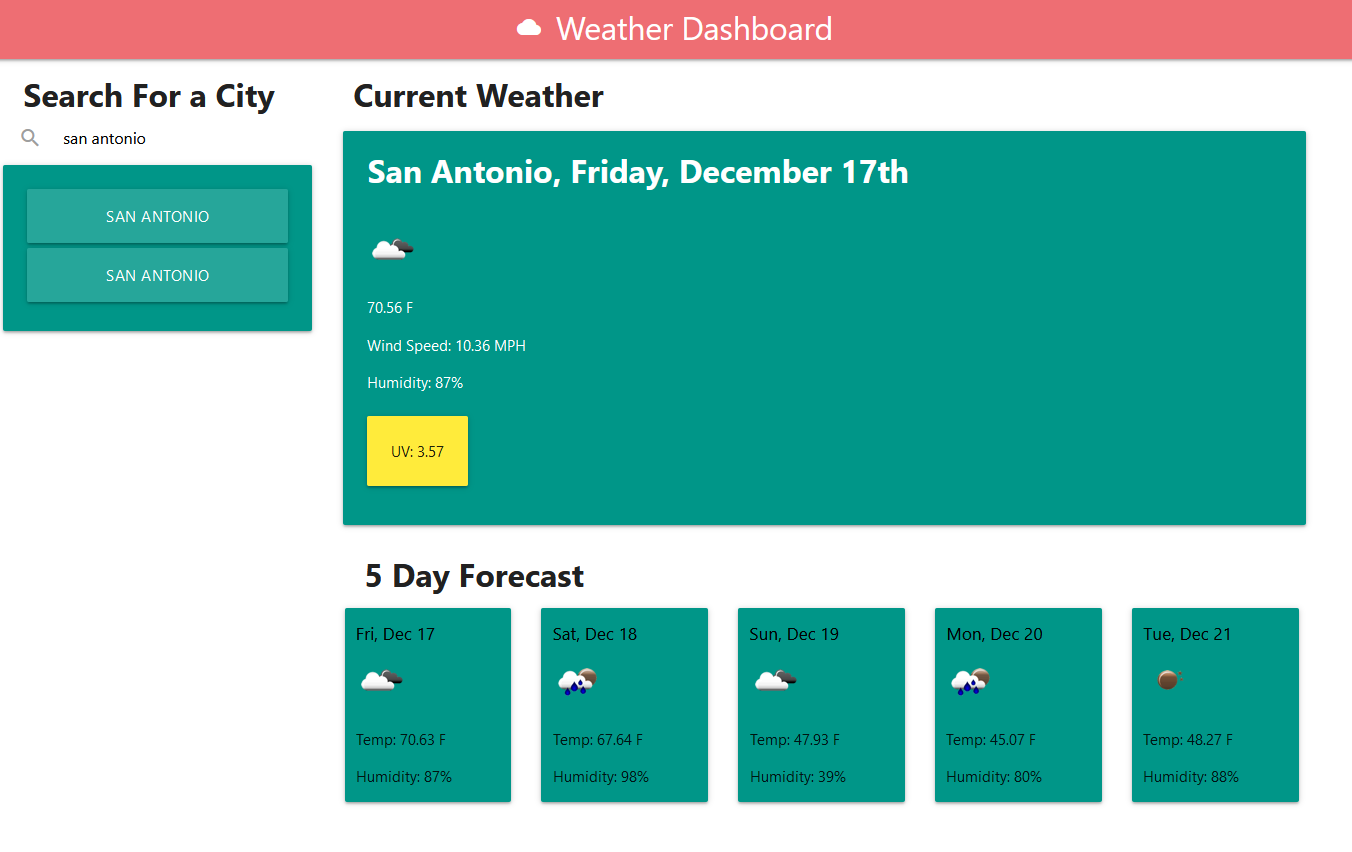 Weather Dashboard
Search For a City
san antonio
SAN ANTONIO
SAN ANTONIO
Current Weather
San Antonio, Friday, December 17th
70.56 F
Wind Speed: 10.36 MPH
Humidity: 87%
UV: 3.57
5 Day Forecast
Fri, Dec 17
Temp: 70.63 F
Humidity: 87%
Sat, Dec 18
Temp: 67.64 F
Humidity: 98%
Sun, Dec 19
Temp: 47.93 F
Humidity: 39%
Mon, Dec 20
Temp: 45.07 F
Humidity: 80%
Tue, Dec 21
Temp: 48.27 F
Humidity: 88%